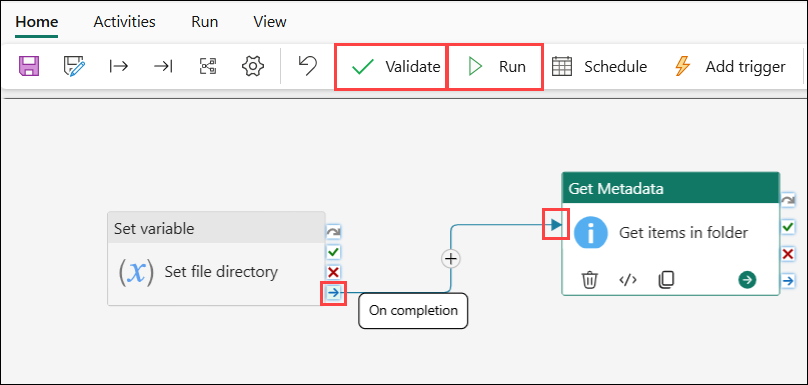 Home Activities Run View
Validate Run Schedule Add trigger
Get Metadata
Set variable
Get items in folder
(x) Set file directory
On completion